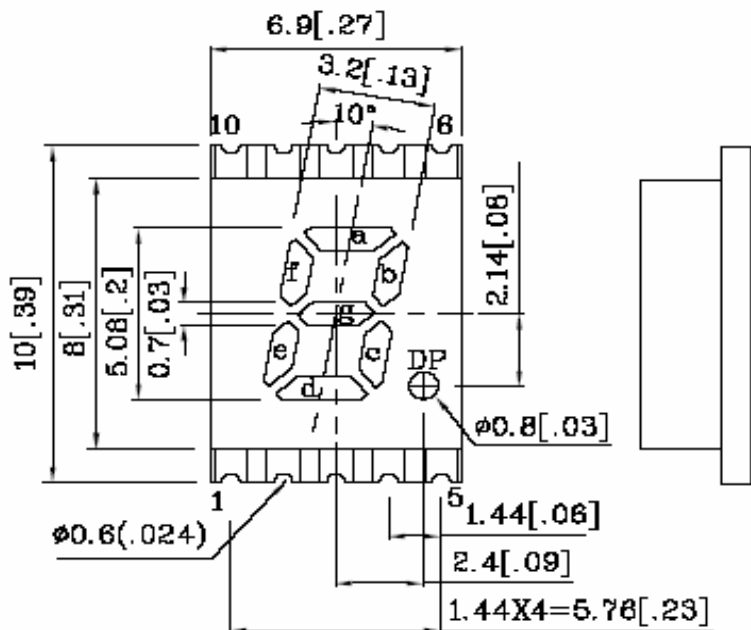 6.9[.27]
3.2[.13]
10°
10
6
a
f
b
g
e
c
d
DP
10[.39]
8[.31]
5.08[.2]
0.7[.03]
2.14[.08]
ø0.8[.03]
1
5
ø0.6(.024)
1.44[.06]
2.4[.09]
1.44X4=5.76[.23]